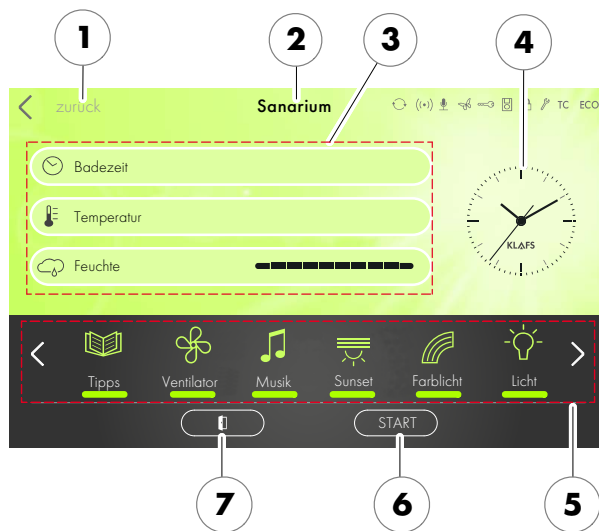 1 2 3 4
zurück Sanarium TC ECO
Badezeit
Temperatur
KLAFS
Feuchte
Tipps Ventilator Musik Sunset Farblicht Licht
START
7 6 5